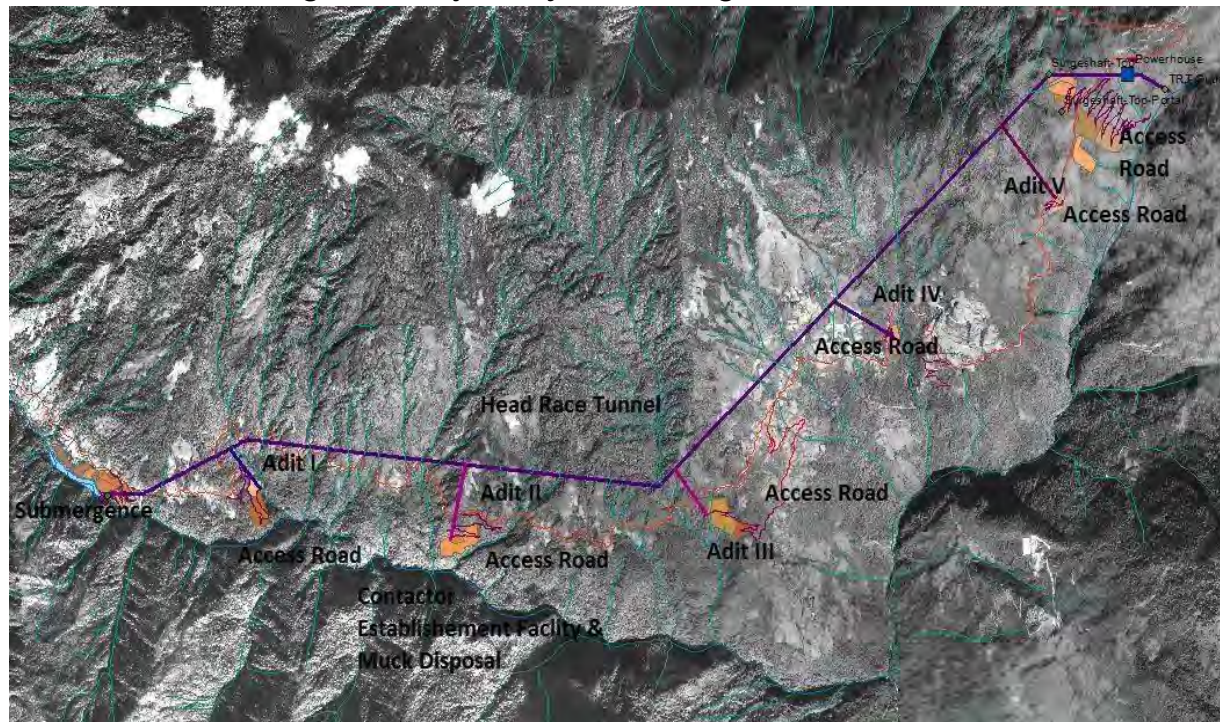 Surgeshaft-Top
Powerhouse
Surgeshaft-Top-Portal
Access
Road
Adit V
Access Road
Adit IV
Access Road
Head Race Tunnel
Adit I
Adit II
Access Road
Submergence
Adit III
Access Road
Access Road
Contactor
Establishement Faclity &
Muck Disposal